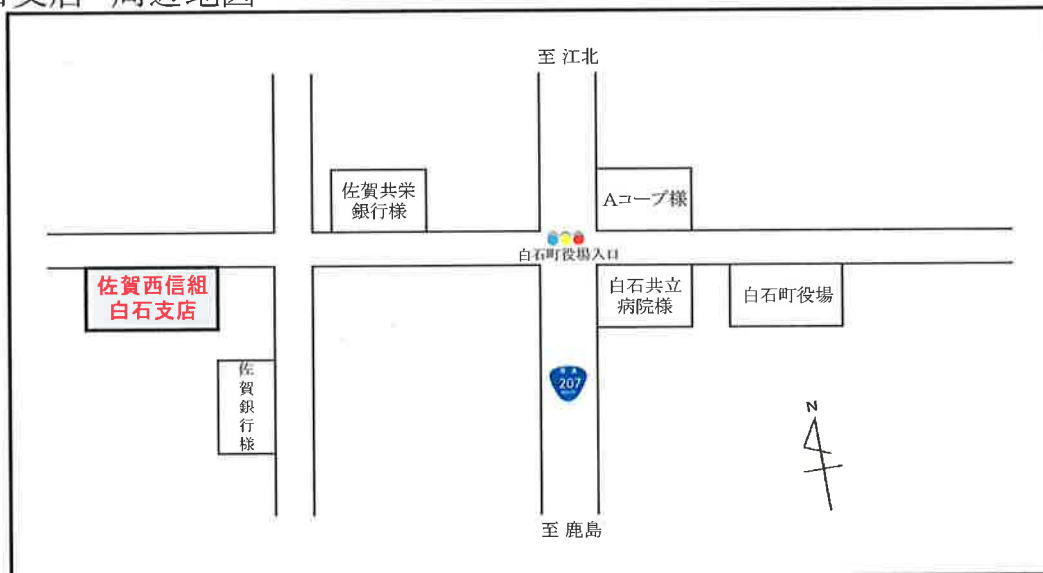 至 江北
佐賀共栄
銀行様
Aコープ様
白石町役場入口
佐賀西信組
白石支店
白石共立
病院様
白石町役場
佐賀銀行様
207
N
至 鹿島